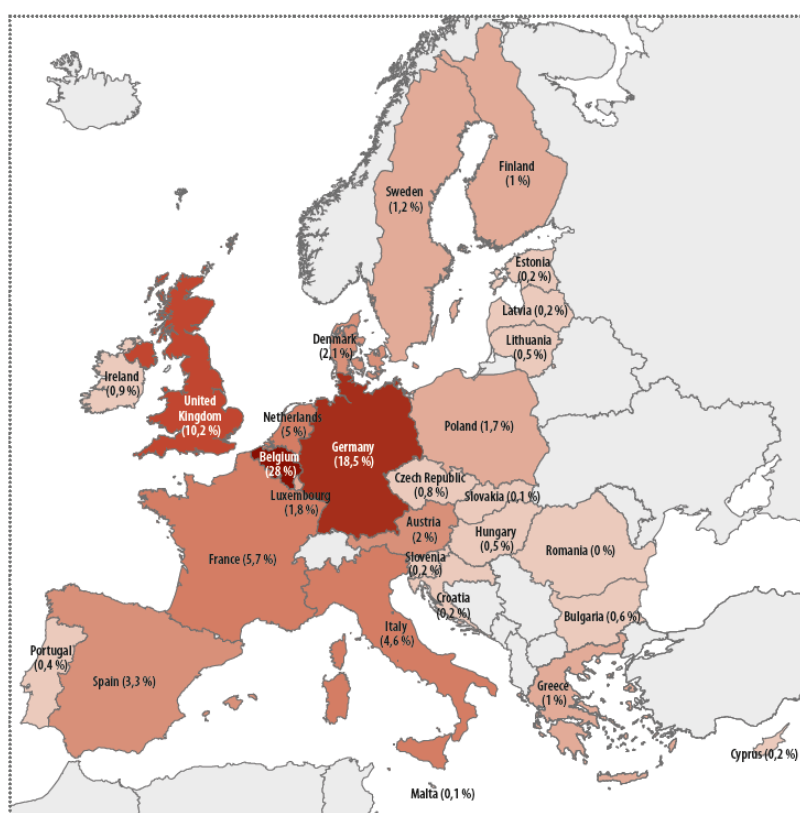 Finland
(1 %)
Sweden
(1,2 %)
Estonia
(0,2 %)
Latvia (0,2 %)
Lithuania
(0,5 %)
Denmark
(2,1 %)
Ireland
(0,9 %)
United
Kingdom
(10,2 %)
Netherlands
(5 %)
Poland (1,7 %)
Germany
(18,5 %)
Belgium
(28 %)
Luxembourg
(1,8 %)
Czech Republic
(0,8 %)
Slovakia (0,1 %)
Austria
(2 %)
Hungary
(0,5 %)
Romania (0 %)
France (5,7 %)
Slovenia
(0,2 %)
Croatia
(0,2 %)
Bulgaria (0,6 %)
Italy
(4,6 %)
Portugal
(0,4 %)
Spain (3,3 %)
Greece
(1 %)
Cyprus (0,2 %)
Malta (0,1 %)